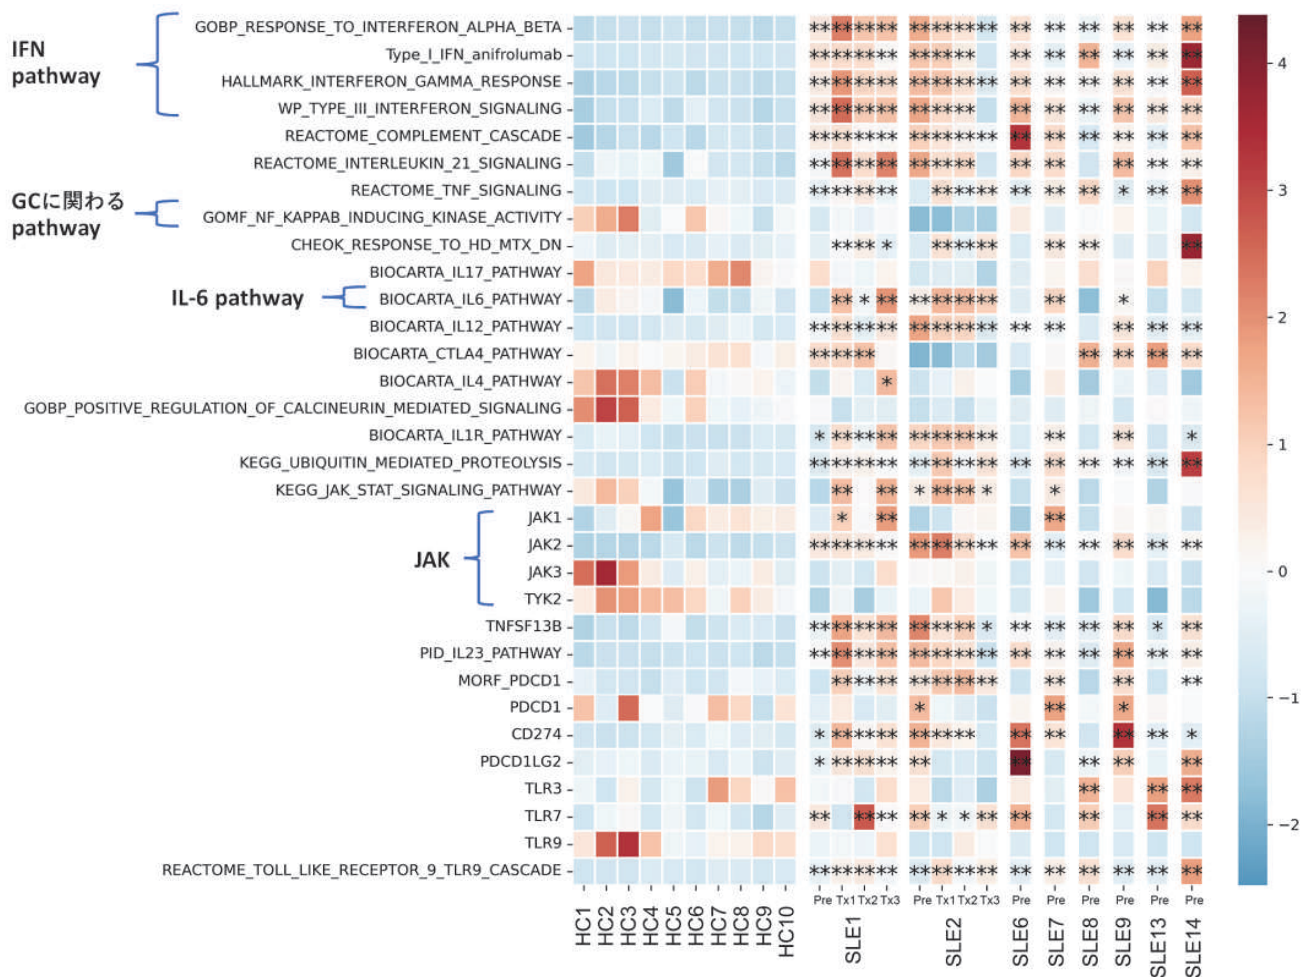 IFN
pathway
GCに関わる
pathway
IL-6 pathway
JAK
GOBP_RESPONSE_TO_INTERFERON_ALPHA_BETA
Type_I_IFN_anifrolumab
HALLMARK_INTERFERON_GAMMA_RESPONSE
WP_TYPE_III_INTERFERON_SIGNALING
REACTOME_COMPLEMENT_CASCADE
REACTOME_INTERLEUKIN_21_SIGNALING
REACTOME_TNF_SIGNALING
GOMF_NF_KAPPAB_INDUCING_KINASE_ACTIVITY
CHEOK_RESPONSE_TO_HD_MTX_DN
BIOCARTA_IL17_PATHWAY
BIOCARTA_IL6_PATHWAY
BIOCARTA_IL12_PATHWAY
BIOCARTA_CTLA4_PATHWAY
BIOCARTA_IL4_PATHWAY
GOBP_POSITIVE_REGULATION_OF_CALCINEURIN_MEDIATED_SIGNALING
BIOCARTA_IL1R_PATHWAY
KEGG_UBIQUITIN_MEDIATED_PROTEOLYSIS
KEGG_JAK_STAT_SIGNALING_PATHWAY
JAK1
JAK2
JAK3
TYK2
TNFSF13B
PID_IL23_PATHWAY
MORF_PDCD1
PDCD1
CD274
PDCD1LG2
TLR3
TLR7
TLR9
REACTOME_TOLL_LIKE_RECEPTOR_9_TLR9_CASCADE
HC1 HC2 HC3 HC4 HC5 HC6 HC7 HC8 HC9 HC10
Pre Tx1 Tx2 Tx3 Pre Tx1 Tx2 Tx3 Pre Pre Pre Pre Pre Pre
SLE1 SLE2 SLE6 SLE7 SLE8 SLE9 SLE13 SLE14
4
3
2
1
0
−1
−2